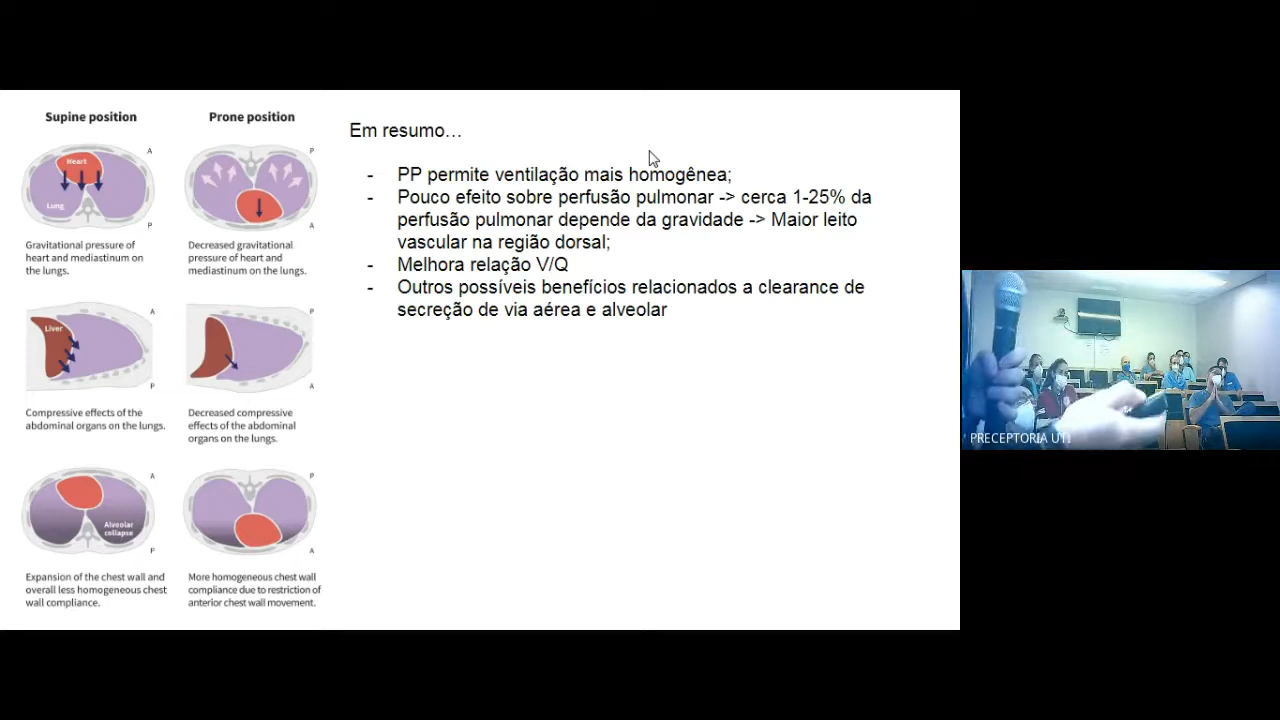 Supine position
Prone position
Heart
Lung
A
P
P
A
Gravitational pressure of
heart and mediastinum on
the lungs.
Decreased gravitational
pressure of heart and
mediastinum on the lungs.
Liver
A
P
P
A
Compressive effects of the
abdominal organs on the lungs.
Decreased compressive
effects of the abdominal
organs on the lungs.
Alveolar
collapse
A
P
P
A
Expansion of the chest wall and
overall less homogeneous chest
wall compliance.
More homogeneous chest wall
compliance due to restriction of
anterior chest wall movement.
Em resumo…
- PP permite ventilação mais homogênea;
- Pouco efeito sobre perfusão pulmonar -> cerca 1-25% da
perfusão pulmonar depende da gravidade -> Maior leito
vascular na região dorsal;
- Melhora relação V/Q
- Outros possíveis benefícios relacionados a clearance de
secreção de via aérea e alveolar
PRECEPTORIA UTI